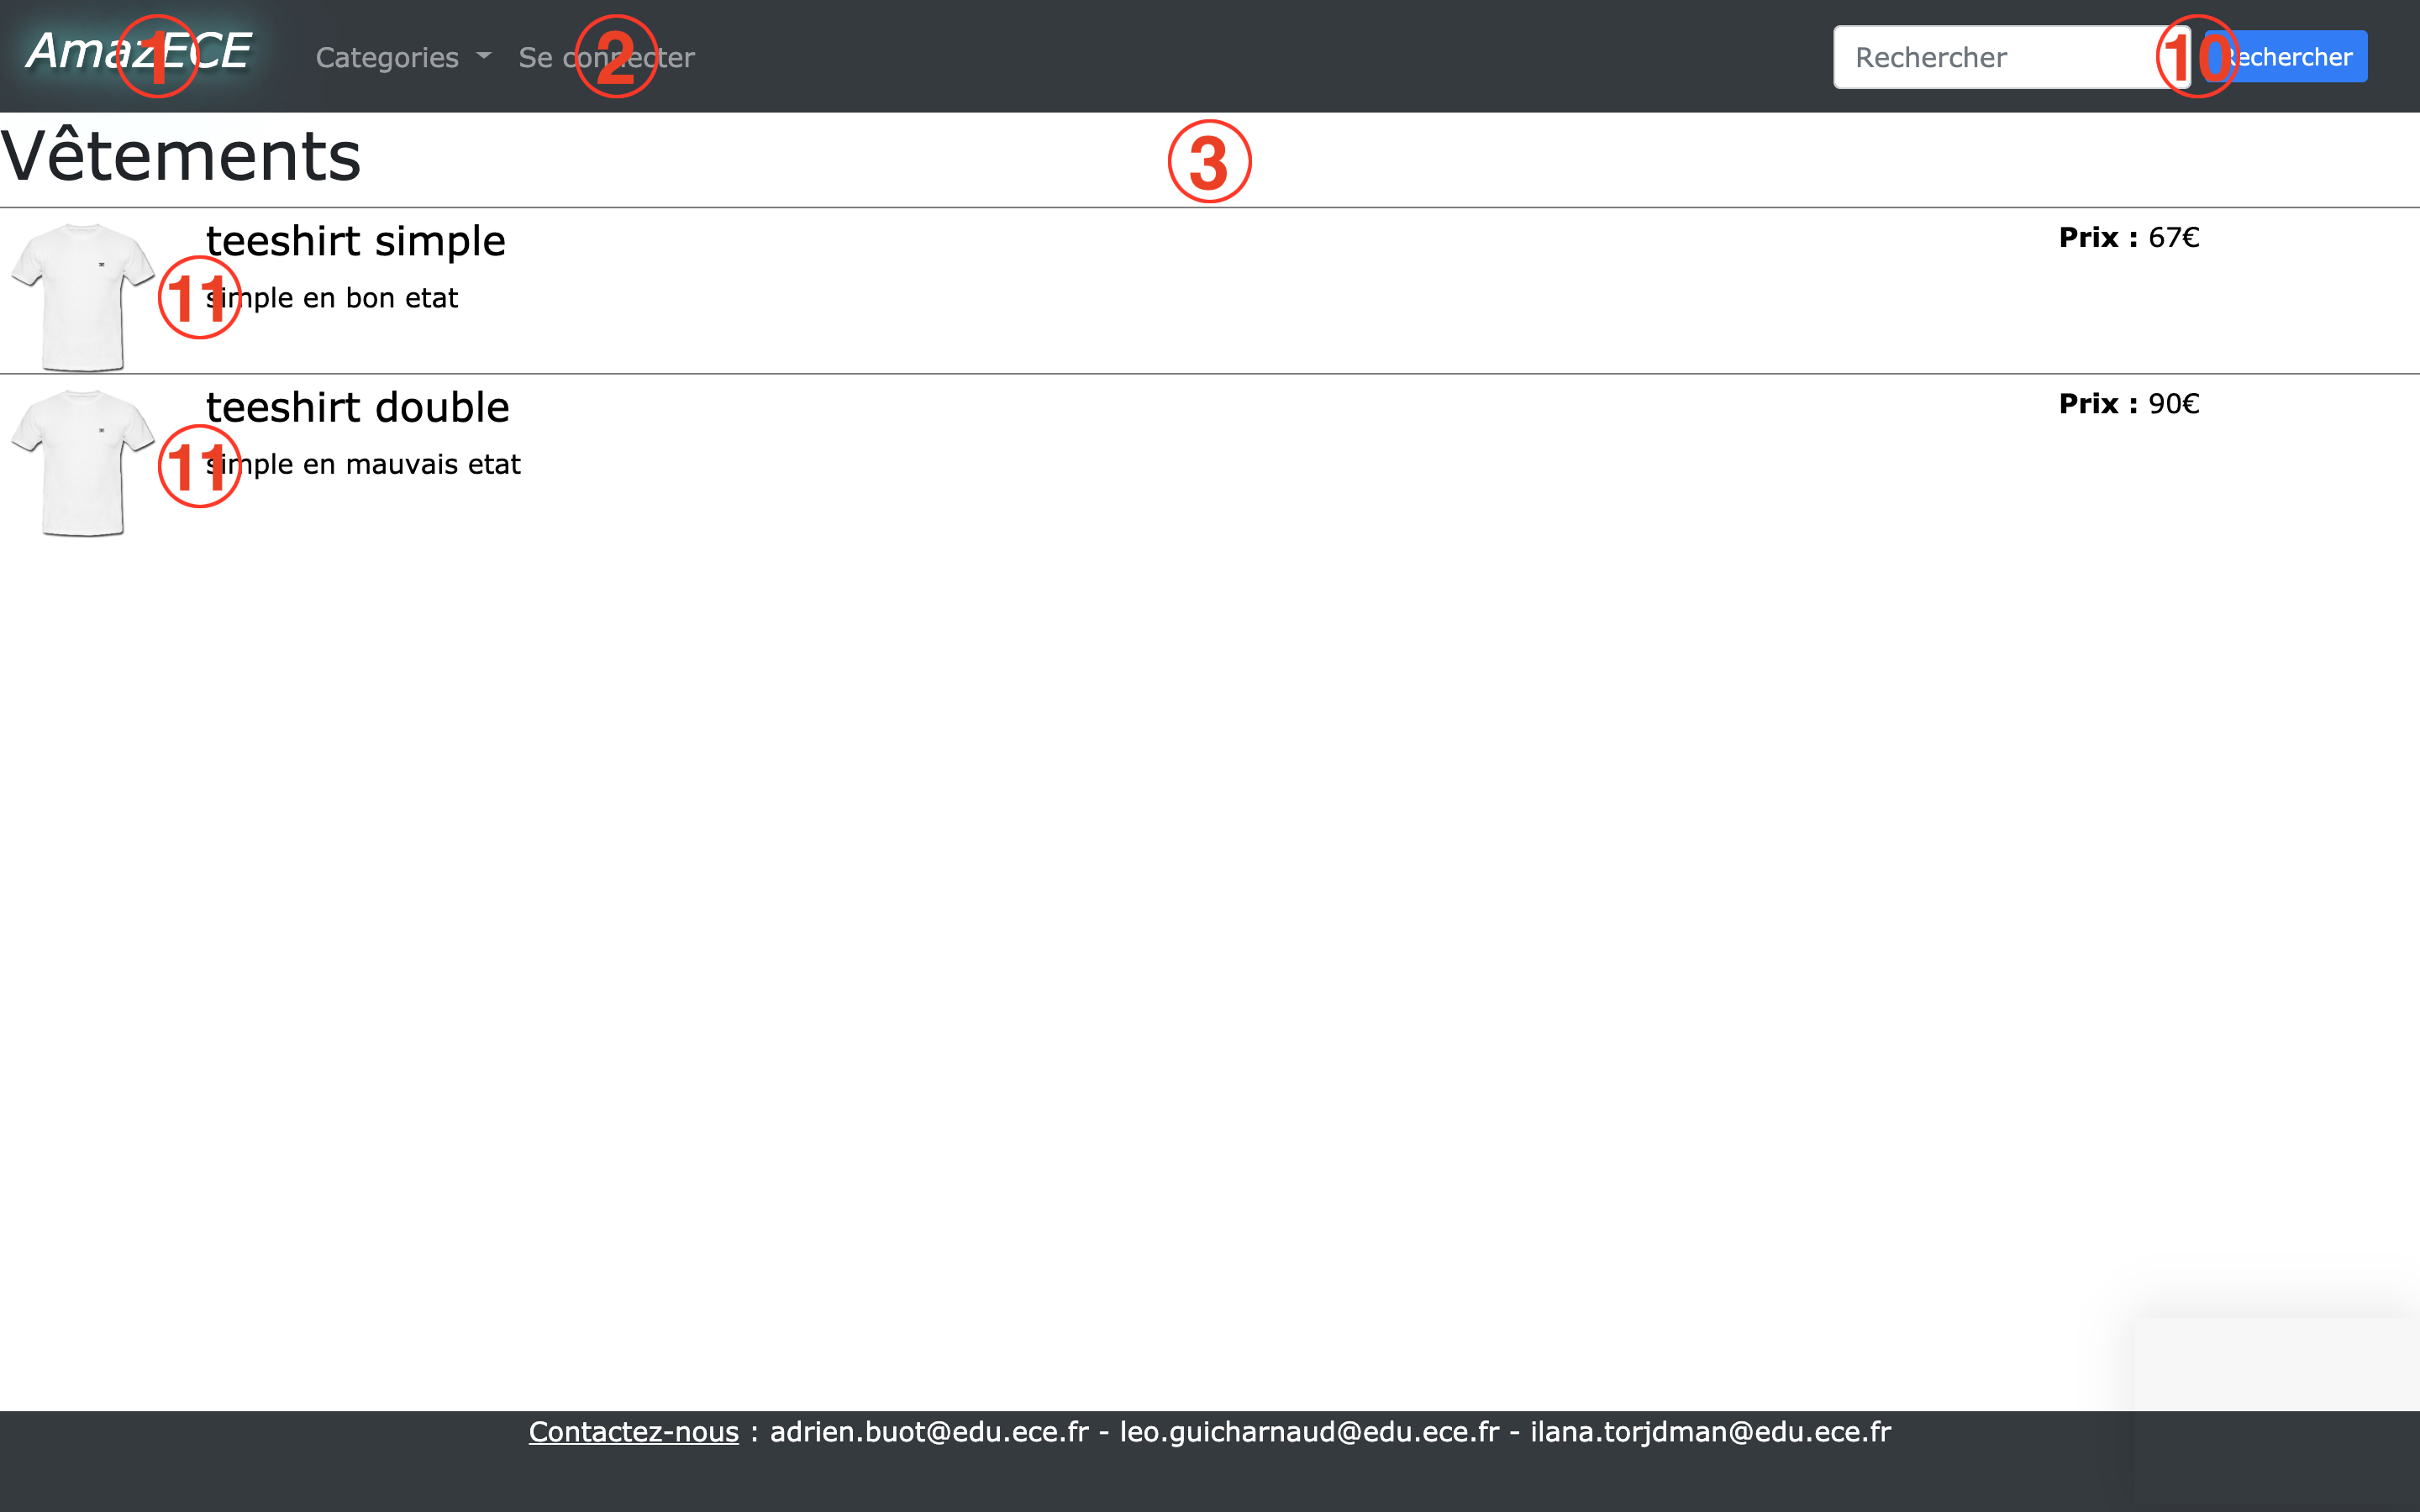 AmazECE 1 Categories Se connecter 2 Rechercher 10 Rechercher
Vêtements 3
teeshirt simple Prix : 67€
11 simple en bon etat
teeshirt double Prix : 90€
11 simple en mauvais etat
Contactez-nous : adrien.buot@edu.ece.fr - leo.guicharnaud@edu.ece.fr - ilana.torjdman@edu.ece.fr